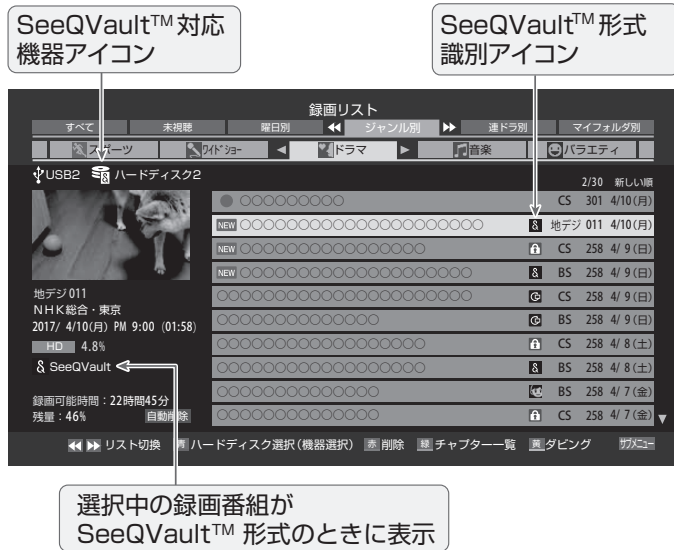 SeeQVault™対応
機器アイコン
SeeQVault™形式
識別アイコン
録画リスト
すべて 未視聴 曜日別 ◀◀ ジャンル別 ▶▶ 連ドラ別 マイフォルダ別
スポーツ ワイドショー ◀ ドラマ ▶ 音楽 バラエティ
USB2 ハードディスク2
2/30 新しい順
●○○○○○○○○○ CS 301 4/10(月)
NEW ○○○○○○○○○○○○○○○○○○○○○ & 地デジ 011 4/10(月)
NEW ○○○○○○○○○○○○○○○○ CS 258 4/ 9(日)
NEW ○○○○○○○○○○○○○○○○○○○○ & BS 258 4/ 9(日)
○○○○○○○○○○○○○○○○○○○○○○ CS 258 4/ 9(日)
○○○○○○○○○○○○○○ BS 258 4/ 9(日)
○○○○○○○○○○○○○○○○○○ CS 258 4/ 8(土)
○○○○○○○○○○○○○○○○○○ & BS 258 4/ 8(土)
○○○○○○○○○○○○○○ BS 258 4/ 7(金)
○○○○○○○○○○○○○○ CS 258 4/ 7(金)
地デジ011
NHK総合・東京
2017/ 4/10(月) PM 9:00 (01:58)
HD 4.8%
& SeeQVault
録画可能時間：22時間45分
残量：46% 自動削除
◀◀ ▶▶ リスト切換 青 ハードディスク選択(機器選択) 赤 削除 緑 チャプター一覧 黄 ダビング サブメニュー
選択中の録画番組が
SeeQVault™ 形式のときに表示